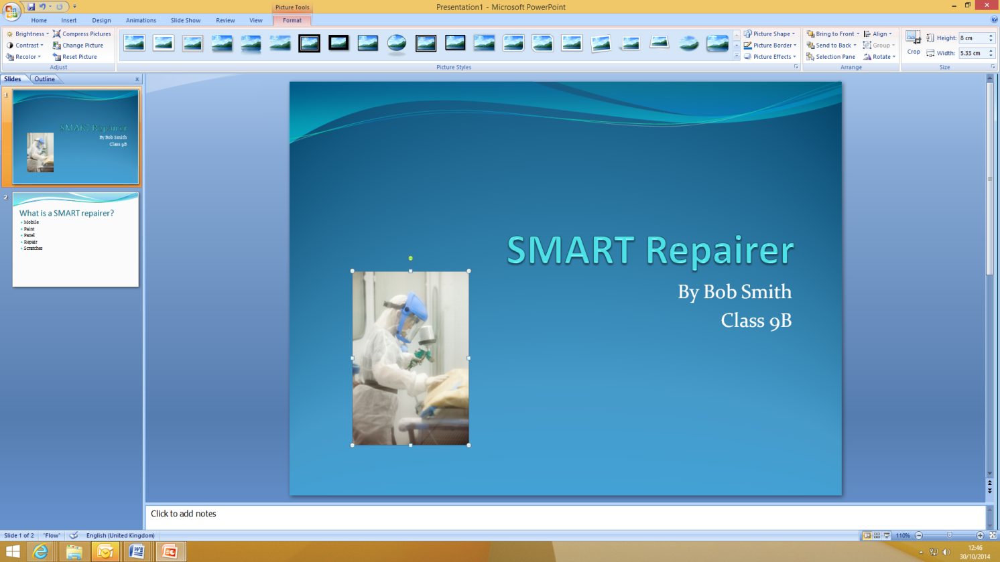 Picture Tools
Presentation1 - Microsoft PowerPoint
Home Insert Design Animations Slide Show Review View Format
Brightness Compress Pictures
Contrast Change Picture
Recolor Reset Picture
Adjust
Picture Styles
Picture Shape
Picture Border
Picture Effects
Bring to Front Align
Send to Back Group
Selection Pane Rotate
Arrange
Crop
Height: 8 cm
Width: 5.33 cm
Size
Slides Outline
1
SMART Repairer
By Bob Smith
Class 9B
2
What is a SMART repairer?
Mobile
Paint
Panel
Repair
Scratches
SMART Repairer
By Bob Smith
Class 9B
Click to add notes
Slide 1 of 2 "Flow" English (United Kingdom) 110%
12:46
30/10/2014